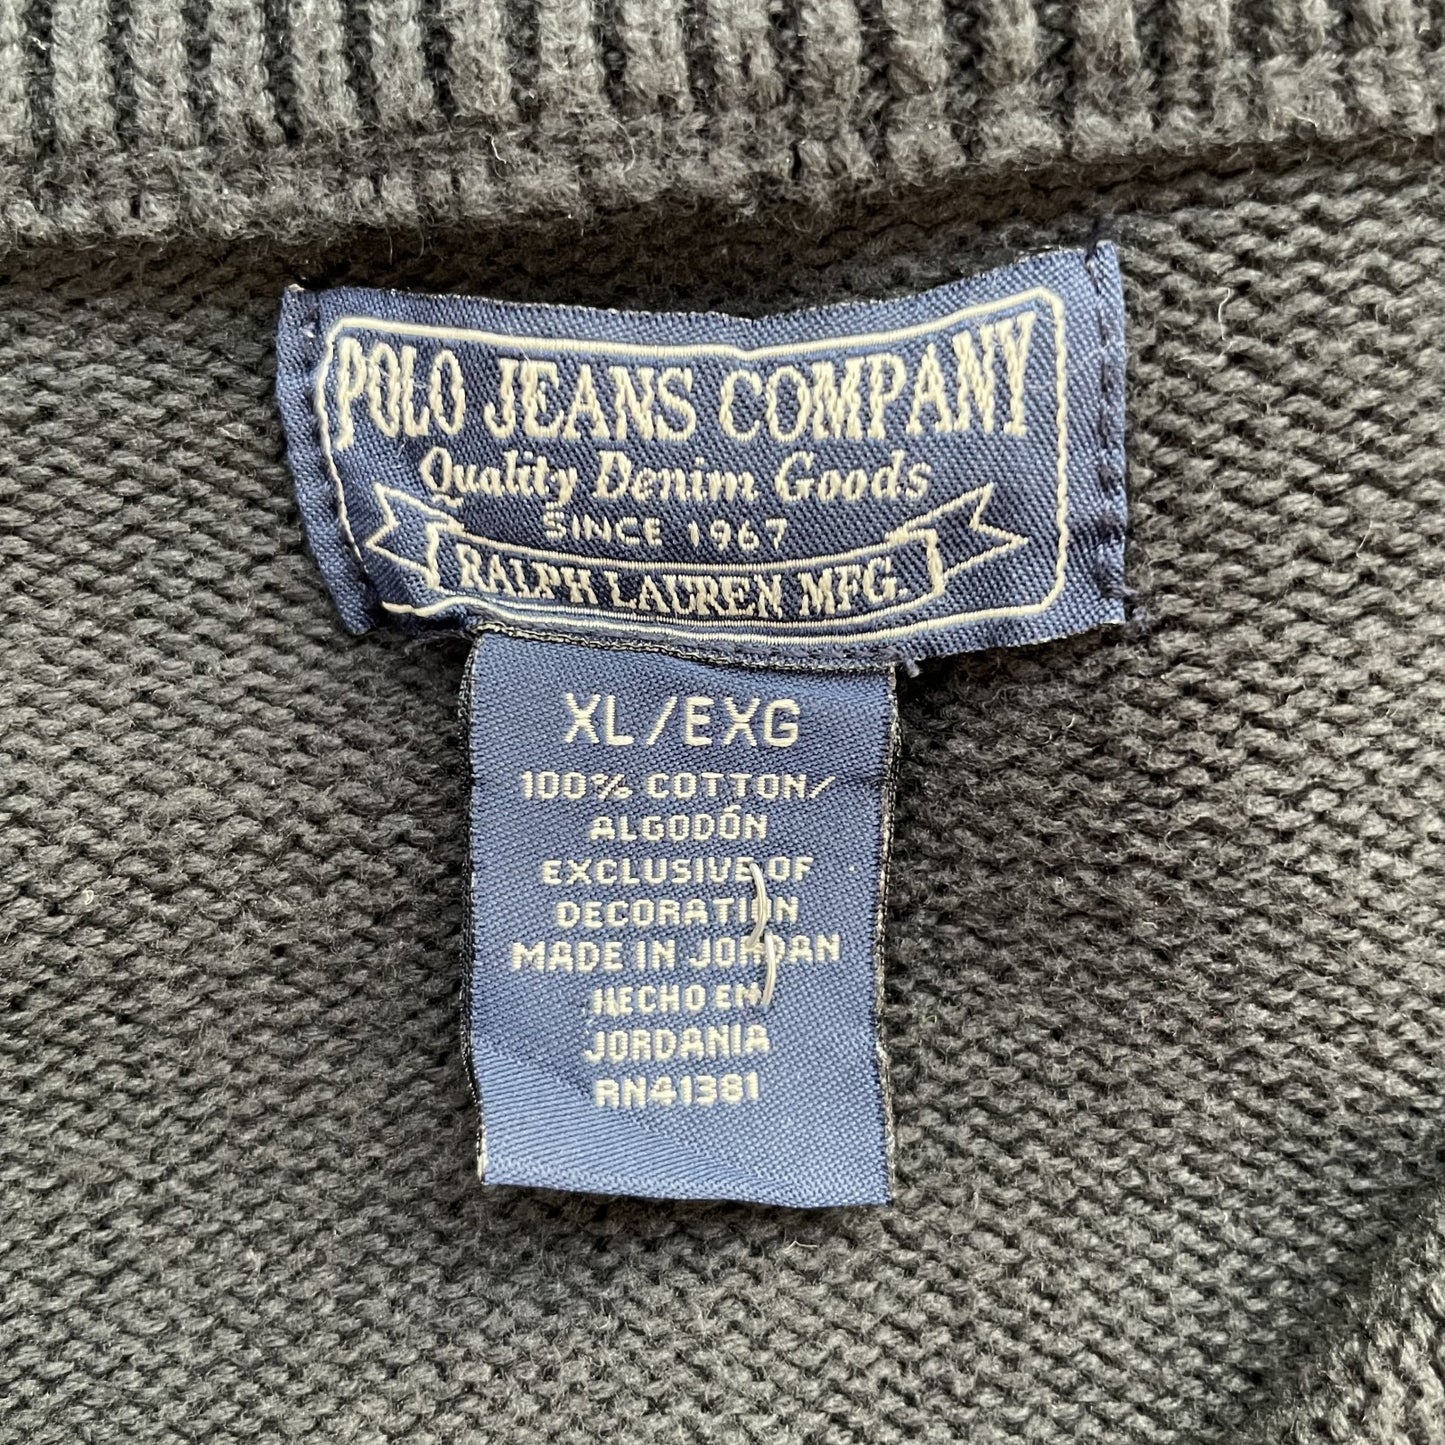 POLO JEANS COMPANY
Quality Denim Goods
SINCE 1967
RALPH LAUREN MFG.
XL/EXG
100% COTTON/
ALGODÓN
EXCLUSIVE OF
DECORATION
MADE IN JORDAN
HECHO EN
JORDANIA
RN41381